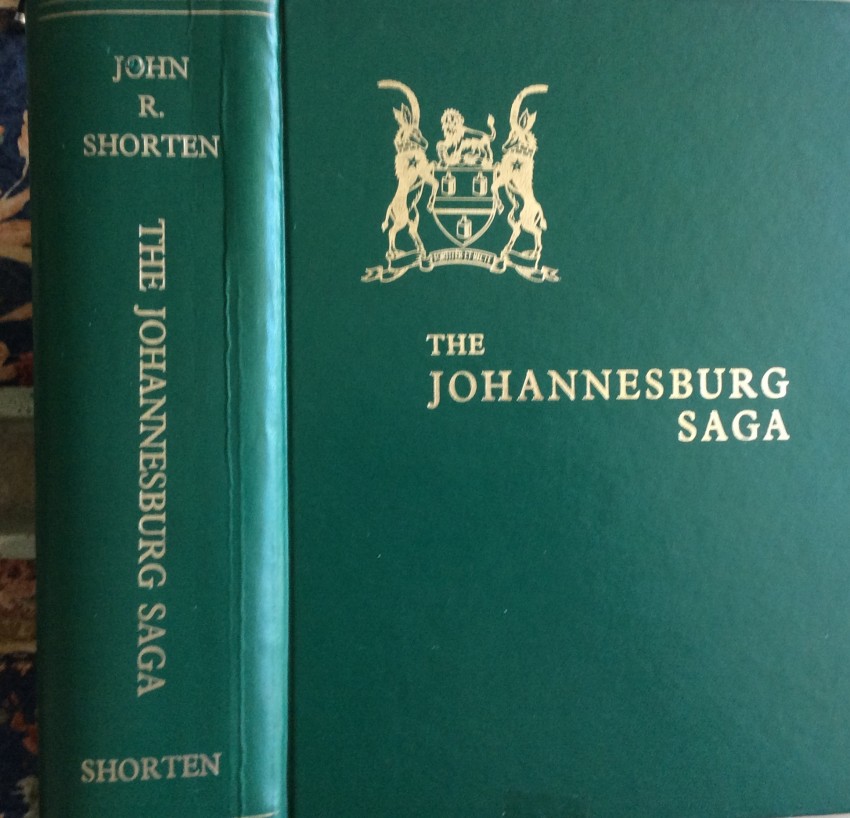 JOHN
R.
SHORTEN
THE JOHANNESBURG SAGA
SHORTEN
THE
JOHANNESBURG
SAGA